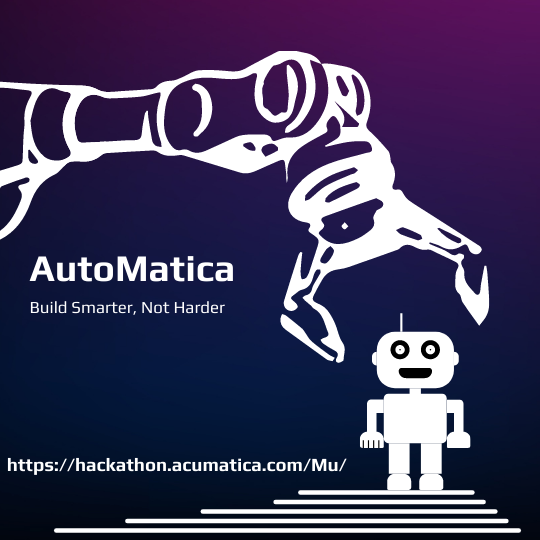 AutoMatica
Build Smarter, Not Harder
https://hackathon.acumatica.com/Mu/